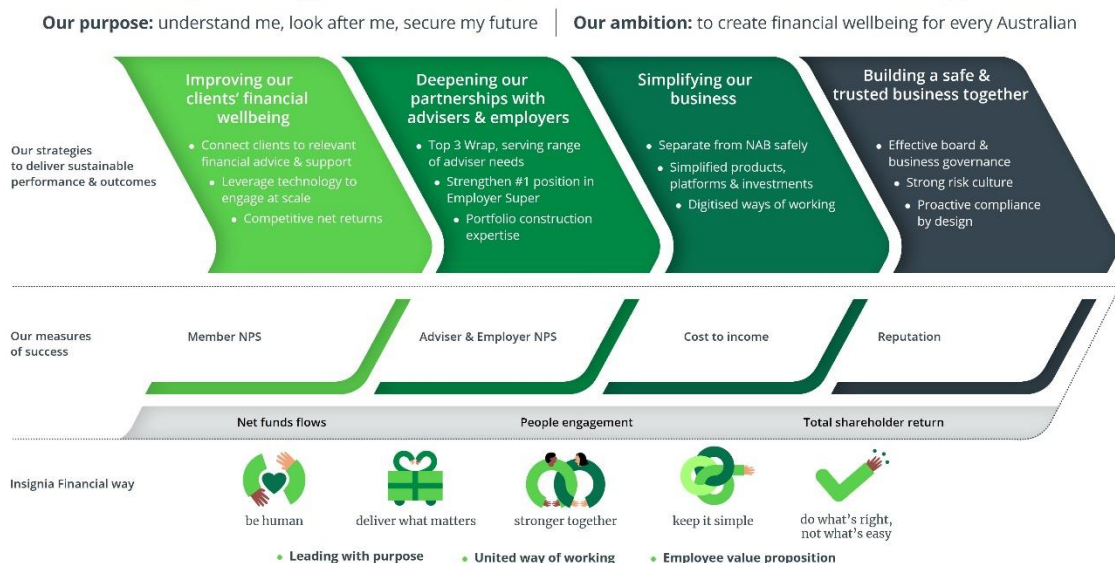 Our purpose: understand me, look after me, secure my future
Our ambition: to create financial wellbeing for every Australian
Our strategies
to deliver sustainable
performance & outcomes
Improving our
clients' financial
wellbeing
• Connect clients to relevant
financial advice & support
• Leverage technology to
engage at scale
• Competitive net returns
Deepening our
partnerships with
advisers & employers
• Top 3 Wrap, serving range
of adviser needs
• Strengthen #1 position in
Employer Super
• Portfolio construction
expertise
Simplifying our
business
• Separate from NAB safely
• Simplified products,
platforms & investments
• Digitised ways of working
Building a safe &
trusted business together
• Effective board &
business governance
• Strong risk culture
• Proactive compliance
by design
Our measures
of success
Member NPS
Adviser & Employer NPS
Cost to income
Reputation
Net funds flows
People engagement
Total shareholder return
Insignia Financial way
be human
deliver what matters
stronger together
keep it simple
do what's right,
not what's easy
• Leading with purpose
• United way of working
• Employee value proposition